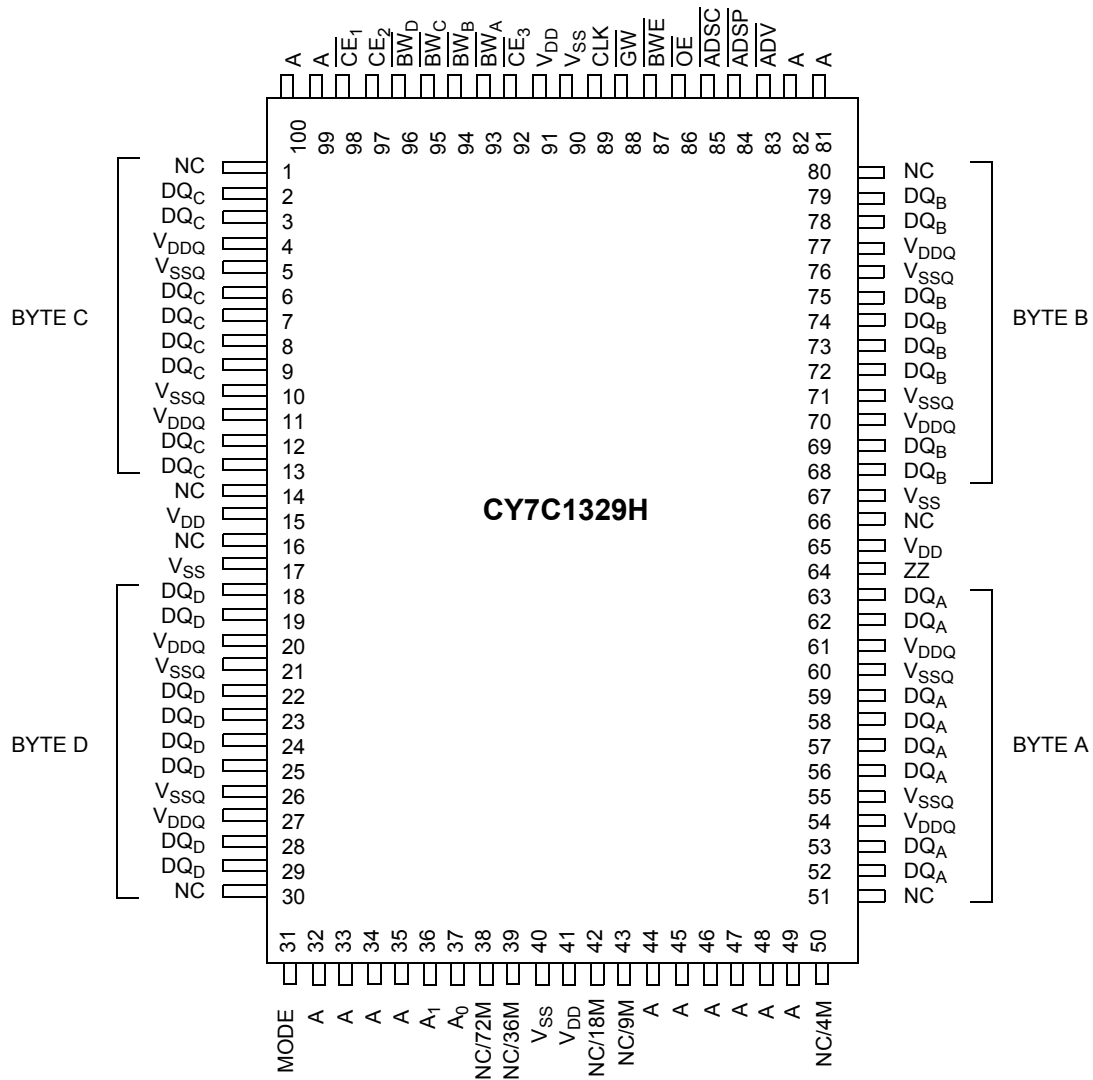 A A CE1 CE2 BWD BWC BWB BWA CE3 VDD VSS CLK GW BWE OE ADSC ADSP ADV A A
100 99 98 97 96 95 94 93 92 91 90 89 88 87 86 85 84 83 82 81
NC 1 80 NC
DQC 2 79 DQB
DQC 3 78 DQB
VDDQ 4 77 VDDQ
VSSQ 5 76 VSSQ
DQC 6 75 DQB
BYTE C DQC 7 74 DQB BYTE B
DQC 8 73 DQB
DQC 9 72 DQB
VSSQ 10 71 VSSQ
VDDQ 11 70 VDDQ
DQC 12 69 DQB
DQC 13 68 DQB
NC 14 67 VSS
CY7C1329H
VDD 15 66 NC
NC 16 65 VDD
VSS 17 64 ZZ
DQD 18 63 DQA
DQD 19 62 DQA
VDDQ 20 61 VDDQ
VSSQ 21 60 VSSQ
DQD 22 59 DQA
DQD 23 58 DQA
BYTE D DQD 24 57 DQA BYTE A
DQD 25 56 DQA
VSSQ 26 55 VSSQ
VDDQ 27 54 VDDQ
DQD 28 53 DQA
DQD 29 52 DQA
NC 30 51 NC
31 32 33 34 35 36 37 38 39 40 41 42 43 44 45 46 47 48 49 50
MODE A A A A A1 A0 NC/72M NC/36M VSS VDD NC/18M NC/9M A A A A A A NC/4M